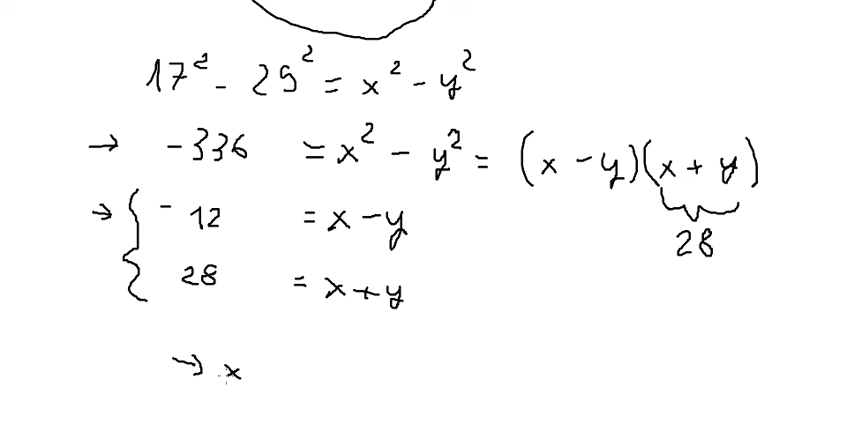 17² - 25² = x² - y²
→ -336 = x² - y² = (x - y)(x + y)
28
→ { -12 = x - y
28 = x + y
→ x